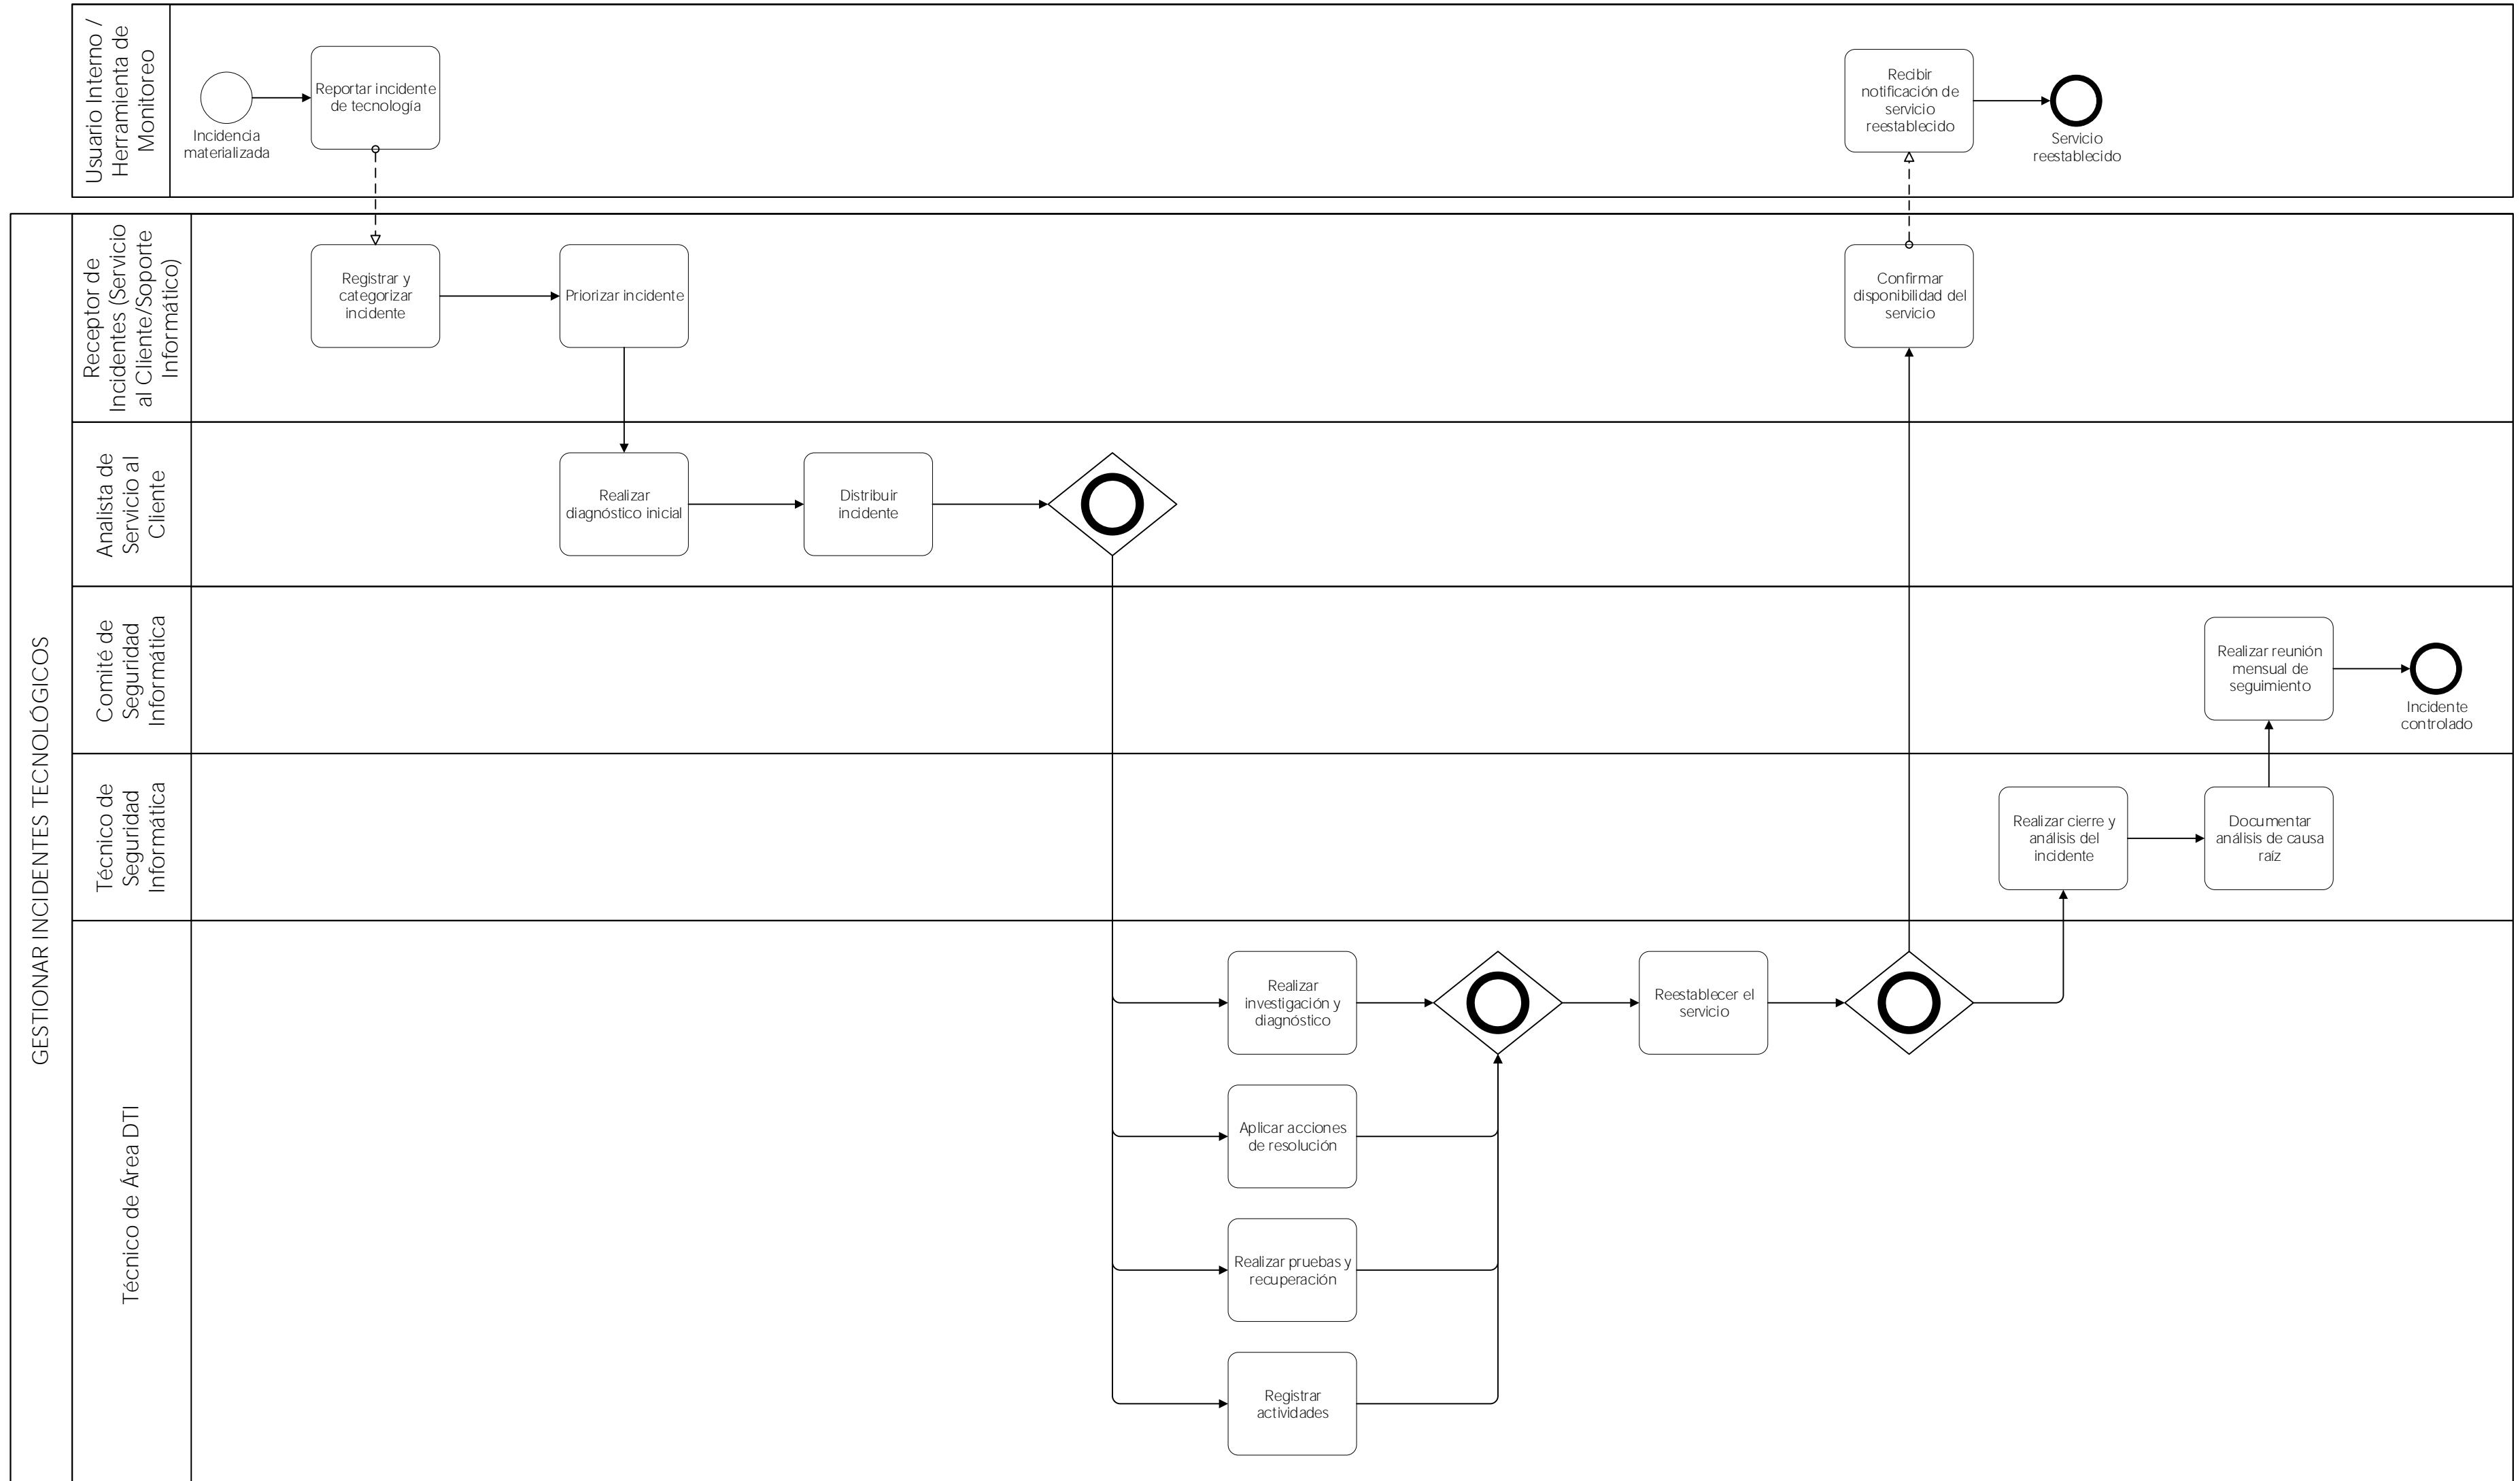 Usuario Interno /
Herramienta de
Monitoreo
Incidencia
materializada
Reportar incidente
de tecnología
Recibir
notificación de
servicio
reestablecido
Servicio
reestablecido
GESTIONAR INCIDENTES TECNOLÓGICOS
Receptor de
Incidentes (Servicio
al Cliente/Soporte
Informático)
Registrar y
categorizar
incidente
Priorizar incidente
Confirmar
disponibilidad del
servicio
Analista de
Servicio al
Cliente
Realizar
diagnóstico inicial
Distribuir
incidente
Comité de
Seguridad
Informática
Realizar reunión
mensual de
seguimiento
Incidente
controlado
Técnico de
Seguridad
Informática
Realizar cierre y
análisis del
incidente
Documentar
análisis de causa
raíz
Técnico de Área DTI
Realizar
investigación y
diagnóstico
Reestablecer el
servicio
Aplicar acciones
de resolución
Realizar pruebas y
recuperación
Registrar
actividades